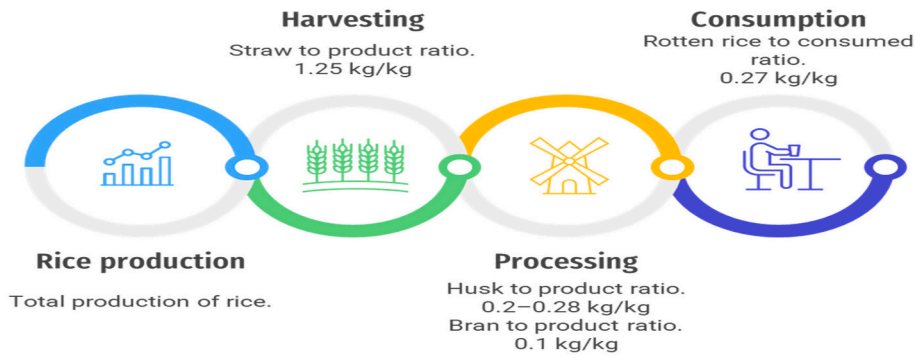 Harvesting
Straw to product ratio.
1.25 kg/kg
Consumption
Rotten rice to consumed
ratio.
0.27 kg/kg
Rice production
Total production of rice.
Processing
Husk to product ratio.
0.2–0.28 kg/kg
Bran to product ratio.
0.1 kg/kg